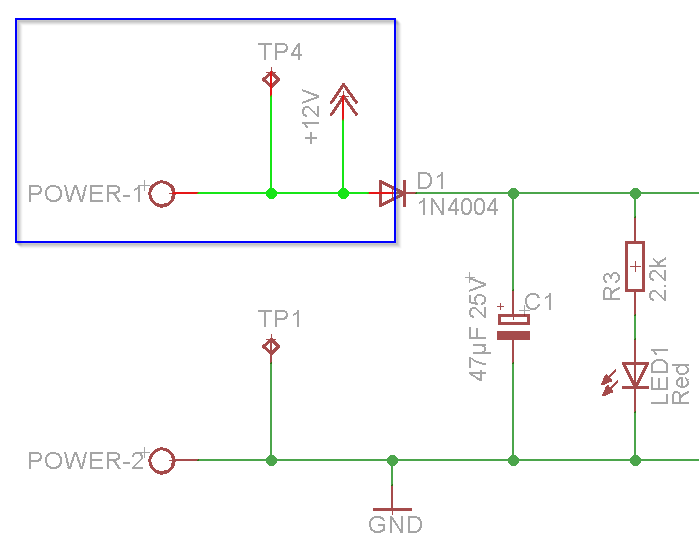 TP4
+12V
POWER-1
D1
1N4004
R3
2.2k
47µF 25V
C1
TP1
LED1
Red
POWER-2
GND